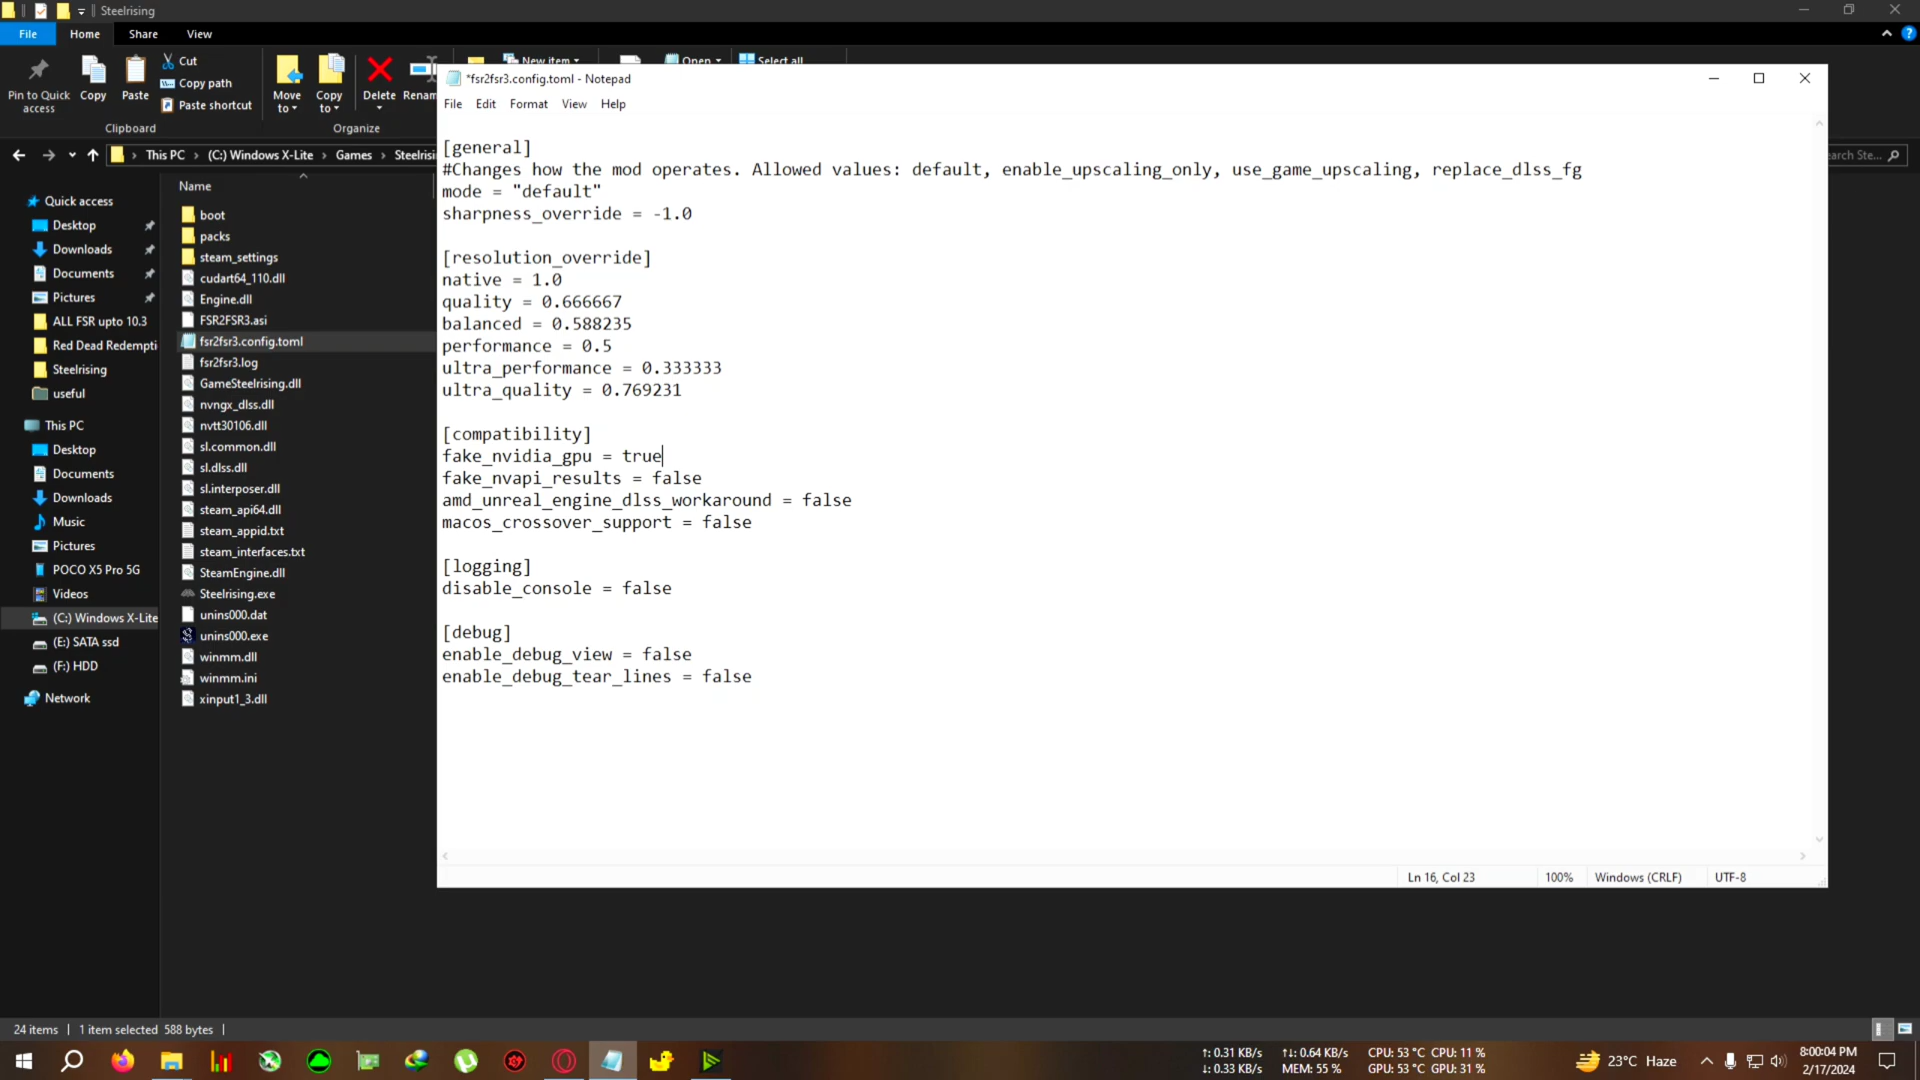 Steelrising
File
Home
Share
View
Pin to Quick access
Copy
Paste
Cut
Copy path
Paste shortcut
Move to
Copy to
Delete
Renam
New item
Open
Select all
Clipboard
Organize
This PC > (C:) Windows X-Lite > Games > Steelrisi
earch Ste...
Quick access
Desktop
Downloads
Documents
Pictures
ALL FSR upto 10.3
Red Dead Redempti
Steelrising
useful
This PC
Desktop
Documents
Downloads
Music
Pictures
POCO X5 Pro 5G
Videos
(C:) Windows X-Lite
(E:) SATA ssd
(F:) HDD
Network
Name
boot
packs
steam_settings
cudart64_110.dll
Engine.dll
FSR2FSR3.asi
fsr2fsr3.config.toml
fsr2fsr3.log
GameSteelrising.dll
nvngx_dlss.dll
nvtt30106.dll
sl.common.dll
sl.dlss.dll
sl.interposer.dll
steam_api64.dll
steam_appid.txt
steam_interfaces.txt
SteamEngine.dll
Steelrising.exe
unins000.dat
unins000.exe
winmm.dll
winmm.ini
xinput1_3.dll
*fsr2fsr3.config.toml - Notepad
File Edit Format View Help
[general]
#Changes how the mod operates. Allowed values: default, enable_upscaling_only, use_game_upscaling, replace_dlss_fg
mode = "default"
sharpness_override = -1.0
[resolution_override]
native = 1.0
quality = 0.666667
balanced = 0.588235
performance = 0.5
ultra_performance = 0.333333
ultra_quality = 0.769231
[compatibility]
fake_nvidia_gpu = true
fake_nvapi_results = false
amd_unreal_engine_dlss_workaround = false
macos_crossover_support = false
[logging]
disable_console = false
[debug]
enable_debug_view = false
enable_debug_tear_lines = false
Ln 16, Col 23
100%
Windows (CRLF)
UTF-8
24 items
1 item selected 588 bytes
↑: 0.31 KB/s
↓: 0.33 KB/s
↑↓: 0.64 KB/s
MEM: 55 %
CPU: 53 °C CPU: 11 %
GPU: 53 °C GPU: 31 %
23°C Haze
8:00:04 PM
2/17/2024